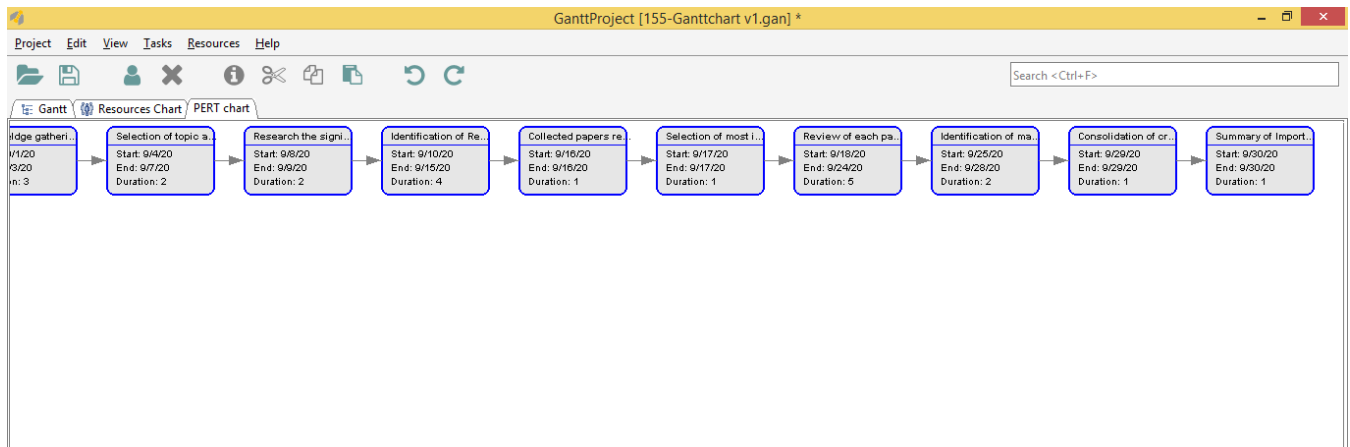 GanttProject [155-Ganttchart v1.gan] *
Project Edit View Tasks Resources Help
Search <Ctrl+F>
Gantt Resources Chart PERT chart
idge gatheri...
/1/20
/3/20
n: 3
Selection of topic a...
Start: 9/4/20
End: 9/7/20
Duration: 2
Research the signi...
Start: 9/8/20
End: 9/9/20
Duration: 2
Identification of Re...
Start: 9/10/20
End: 9/15/20
Duration: 4
Collected papers re...
Start: 9/16/20
End: 9/16/20
Duration: 1
Selection of most i...
Start: 9/17/20
End: 9/17/20
Duration: 1
Review of each pa...
Start: 9/18/20
End: 9/24/20
Duration: 5
Identification of ma...
Start: 9/25/20
End: 9/28/20
Duration: 2
Consolidation of cr...
Start: 9/29/20
End: 9/29/20
Duration: 1
Summary of Import...
Start: 9/30/20
End: 9/30/20
Duration: 1